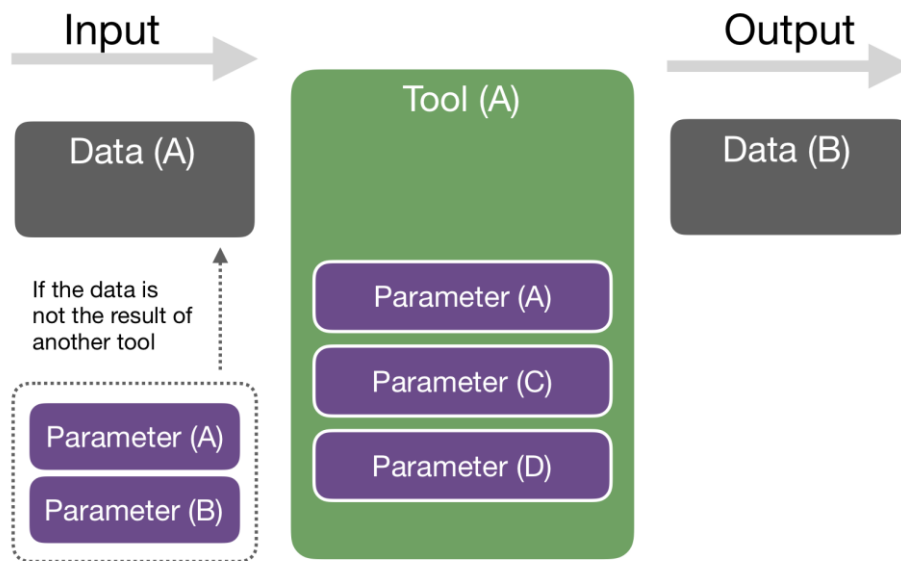 Input
Output
Tool (A)
Data (A)
Data (B)
If the data is
not the result of
another tool
Parameter (A)
Parameter (C)
Parameter (D)
Parameter (A)
Parameter (B)